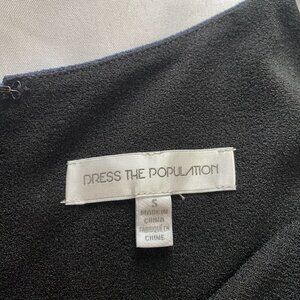 DRESS THE POPULATION
S
MADE IN
CHINA
FABRIQUÉ EN
CHINE